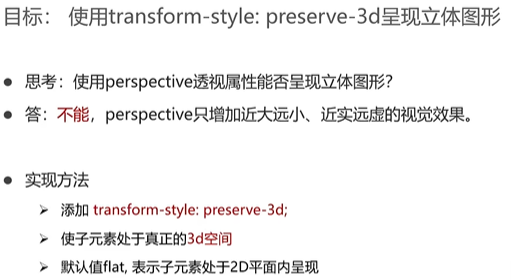 目标： 使用transform-style: preserve-3d呈现立体图形
● 思考：使用perspective透视属性能否呈现立体图形？
● 答：不能，perspective只增加近大远小、近实远虚的视觉效果。
● 实现方法
➢ 添加 transform-style: preserve-3d;
➢ 使子元素处于真正的3d空间
➢ 默认值flat, 表示子元素处于2D平面内呈现